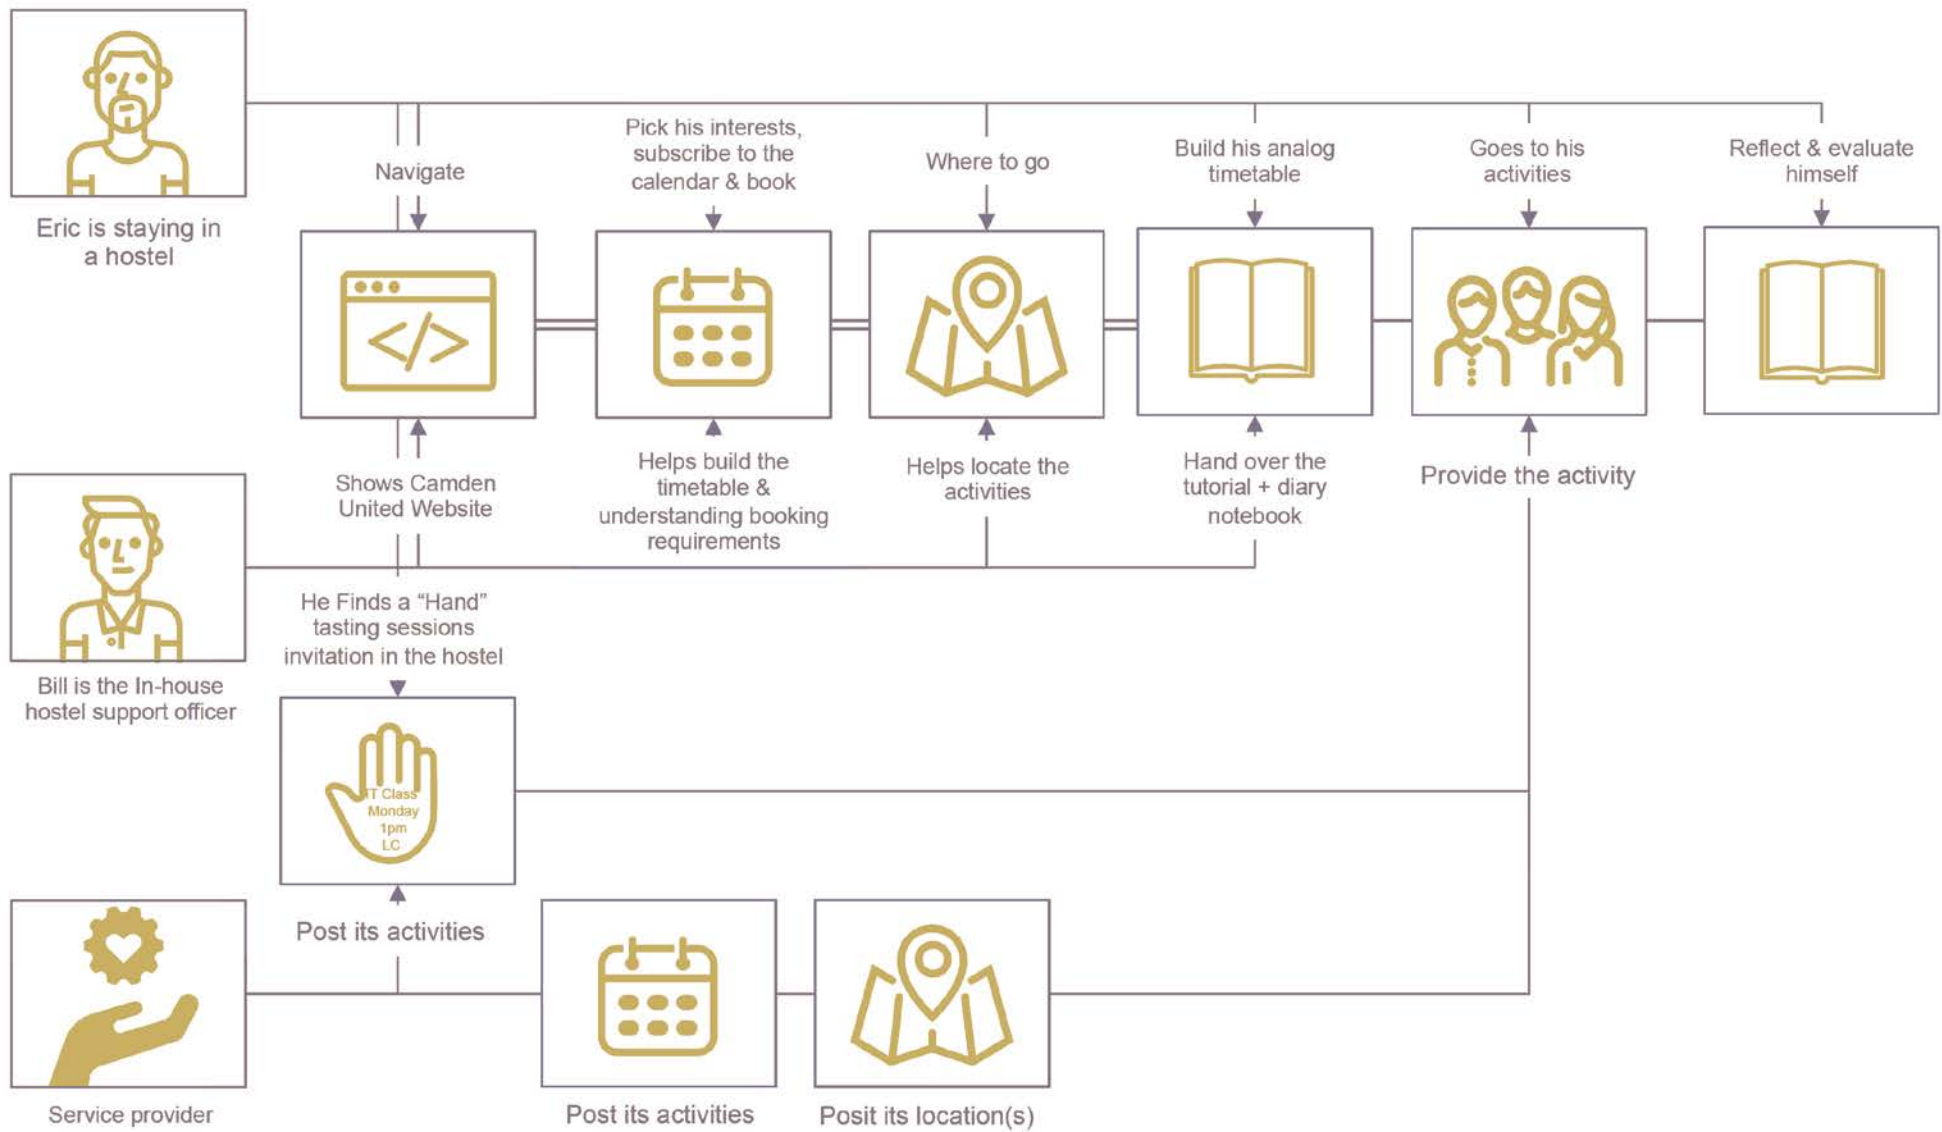 Eric is staying in
a hostel
Navigate
Pick his interests,
subscribe to the
calendar & book
Where to go
Build his analog
timetable
Goes to his
activities
Reflect & evaluate
himself
</>
Shows Camden
United Website
Helps build the
timetable &
understanding booking
requirements
Helps locate the
activities
Hand over the
tutorial + diary
notebook
Provide the activity
Bill is the In-house
hostel support officer
He Finds a “Hand”
tasting sessions
invitation in the hostel
IT Class
Monday
1pm
LC
Post its activities
Service provider
Post its activities
Posit its location(s)